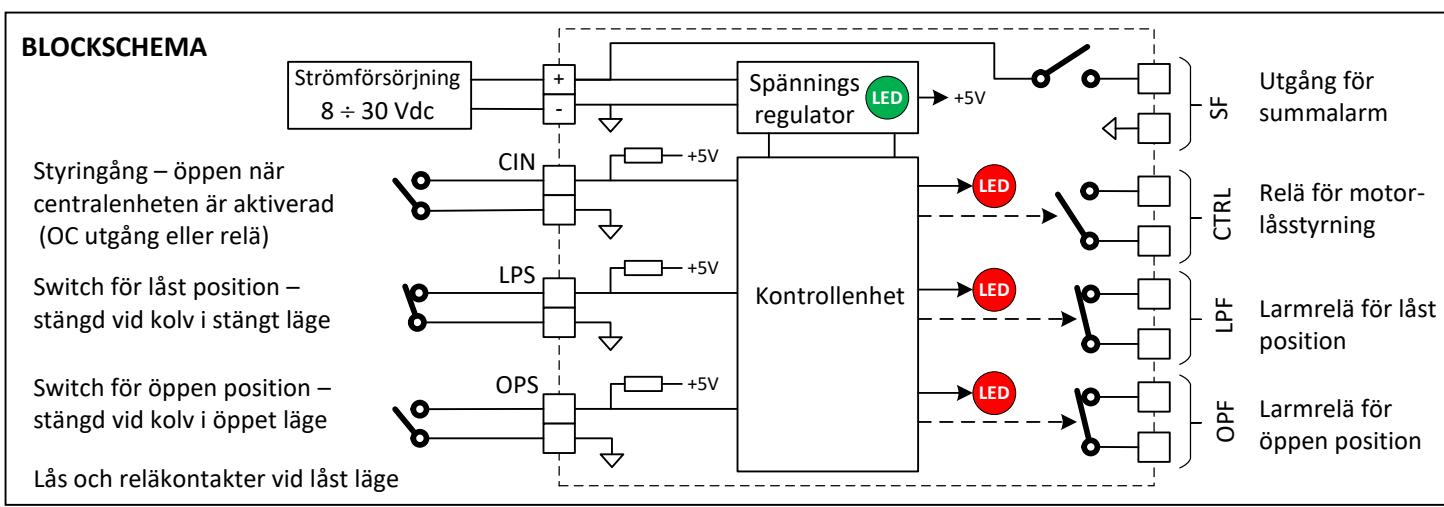 BLOCKSCHEMA
Strömförsörjning
8 ÷ 30 Vdc
+
-
Spännings
regulator
LED
+5V
SF
Utgång för
summalarm
Styringång – öppen när
centralenheten är aktiverad
(OC utgång eller relä)
CIN
+5V
LED
CTRL
Relä för motor-
låsstyrning
Switch för låst position –
stängd vid kolv i stängt läge
LPS
+5V
Kontrollenhet
LED
LPF
Larmrelä för låst
position
Switch för öppen position –
stängd vid kolv i öppet läge
OPS
+5V
LED
OPF
Larmrelä för
öppen position
Lås och reläkontakter vid låst läge